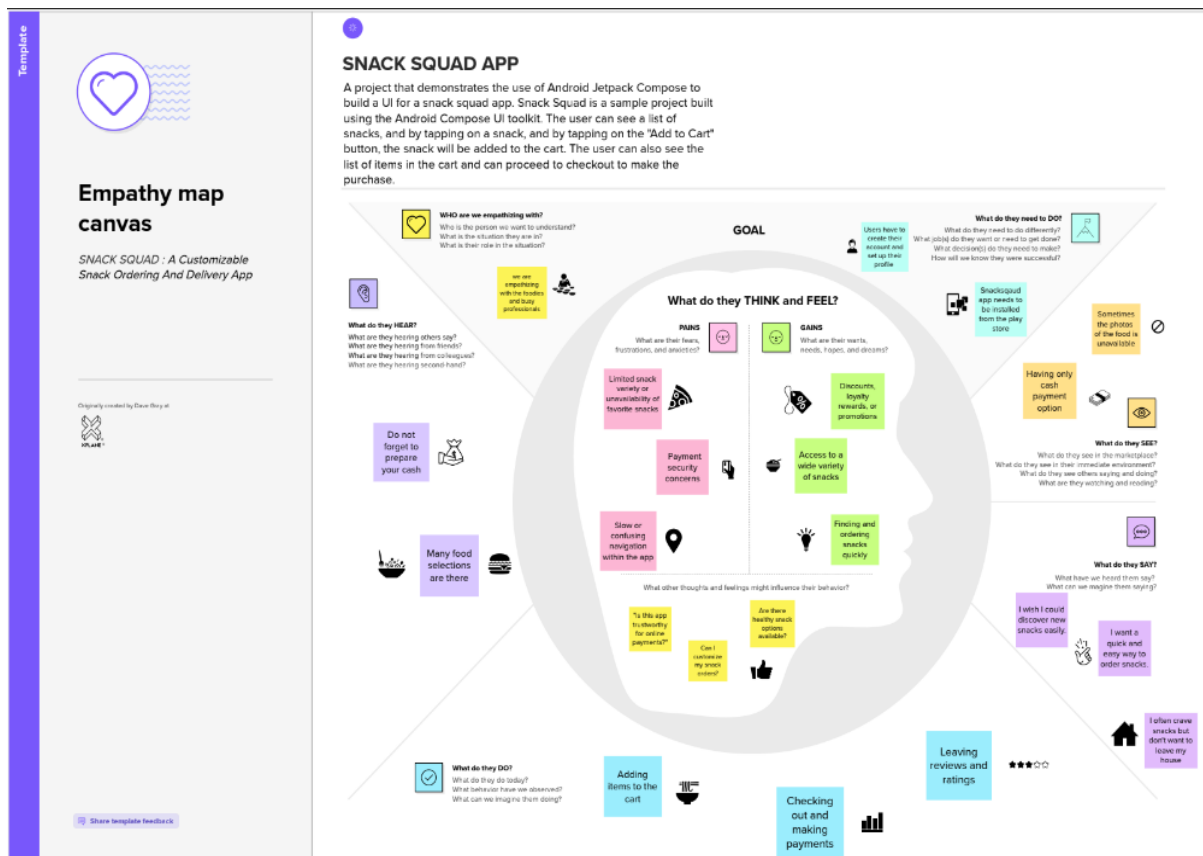 Template
Empathy map
canvas
SNACK SQUAD : A Customizable
Snack Ordering And Delivery App
Originally created by Dave Gray at
XPLANE
Share template feedback
SNACK SQUAD APP
A project that demonstrates the use of Android Jetpack Compose to
build a UI for a snack squad app. Snack Squad is a sample project built
using the Android Compose UI toolkit. The user can see a list of
snacks, and by tapping on a snack, and by tapping on the "Add to Cart"
button, the snack will be added to the cart. The user can also see the
list of items in the cart and can proceed to checkout to make the
purchase.
WHO are we empathizing with?
Who is the person we want to understand?
What is the situation they are in?
What is their role in the situation?
we are
empathizing
with the foodies
and busy
professionals
GOAL
What do they need to DO?
What do they need to do differently?
What job(s) do they want or need to get done?
What decision(s) do they need to make?
How will we know they were successful?
Users have to
create their
account and
set up their
profile
Snacksqaud
app needs to
be installed
from the play
store
What do they HEAR?
What are they hearing others say?
What are they hearing from friends?
What are they hearing from colleagues?
What are they hearing second-hand?
Do not
forget to
prepare
your cash
Many food
selections
are there
What do they THINK and FEEL?
PAINS
What are their fears,
frustrations, and anxieties?
Limited snack
variety or
unavailability of
favorite snacks
Payment
security
concerns
Slow or
confusing
navigation
within the app
GAINS
What are their wants,
needs, hopes, and dreams?
Discounts,
loyalty
rewards, or
promotions
Access to a
wide variety
of snacks
Finding and
ordering
snacks
quickly
What other thoughts and feelings might influence their behavior?
"Is this app
trustworthy
for online
payments?"
Can I
customize
my snack
orders?
Are there
healthy snack
options
available?
Sometimes
the photos
of the food is
unavailable
Having only
cash
payment
option
What do they SEE?
What do they see in the marketplace?
What do they see in their immediate environment?
What do they see others saying and doing?
What are they watching and reading?
What do they SAY?
What have we heard them say?
What can we imagine them saying?
I wish I could
discover new
snacks easily.
I want a
quick and
easy way to
order snacks.
I often crave
snacks but
don't want to
leave my
house
What do they DO?
What do they do today?
What behavior have we observed?
What can we imagine them doing?
Adding
items to the
cart
Checking
out and
making
payments
Leaving
reviews and
ratings